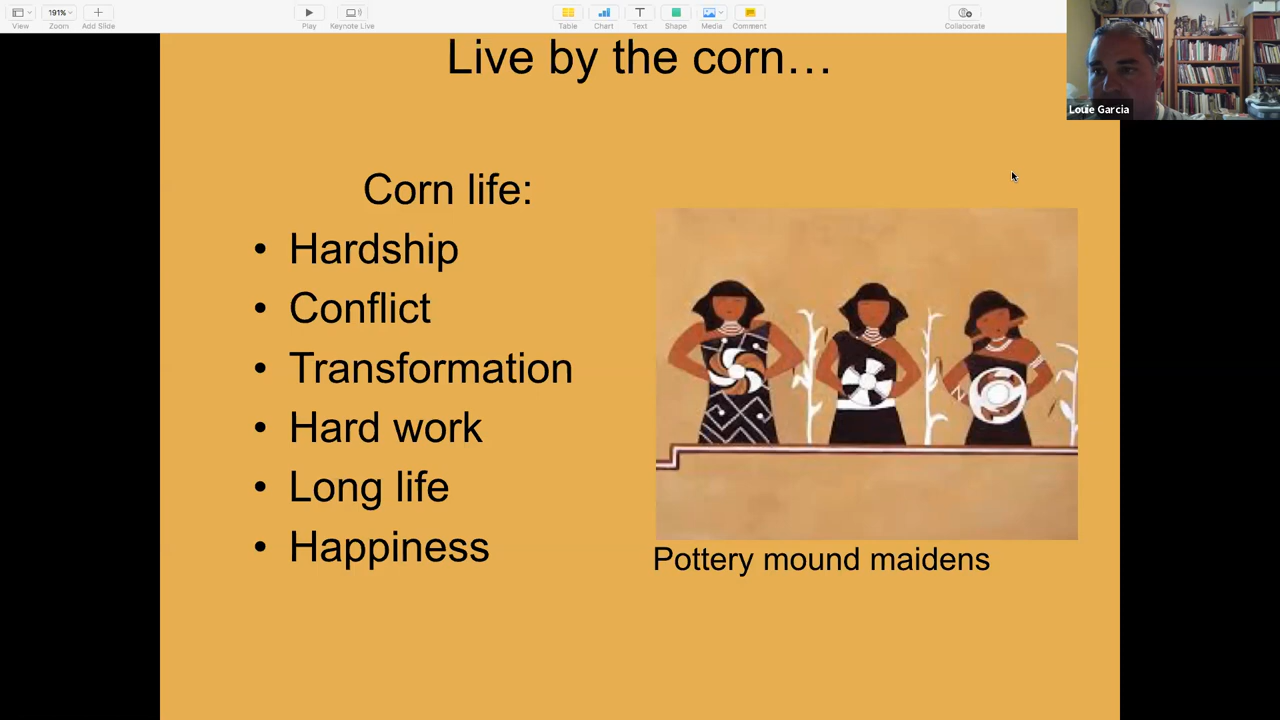 191%
View
Zoom
Add Slide
Play
Keynote Live
Table
Chart
Text
Shape
Media
Comment
Collaborate
Louie Garcia
Live by the corn…
Corn life:
• Hardship
• Conflict
• Transformation
• Hard work
• Long life
• Happiness
Pottery mound maidens